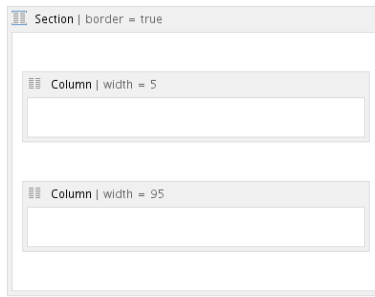 Section | border = true
Column | width = 5
Column | width = 95